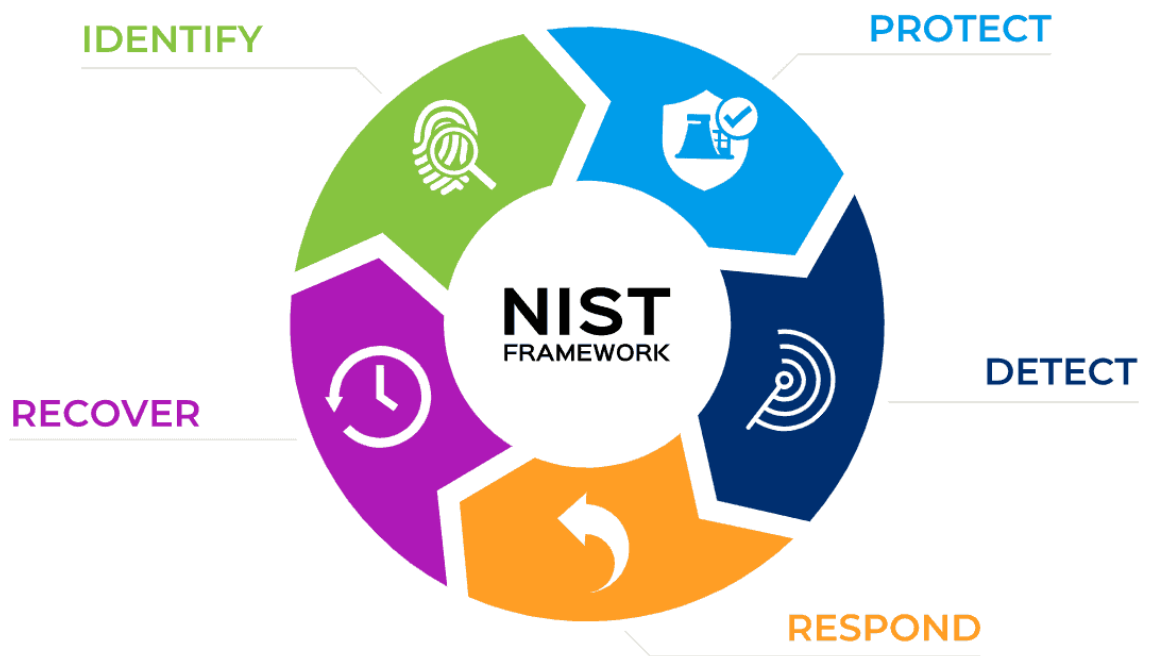 IDENTIFY
PROTECT
NIST
FRAMEWORK
DETECT
RECOVER
RESPOND